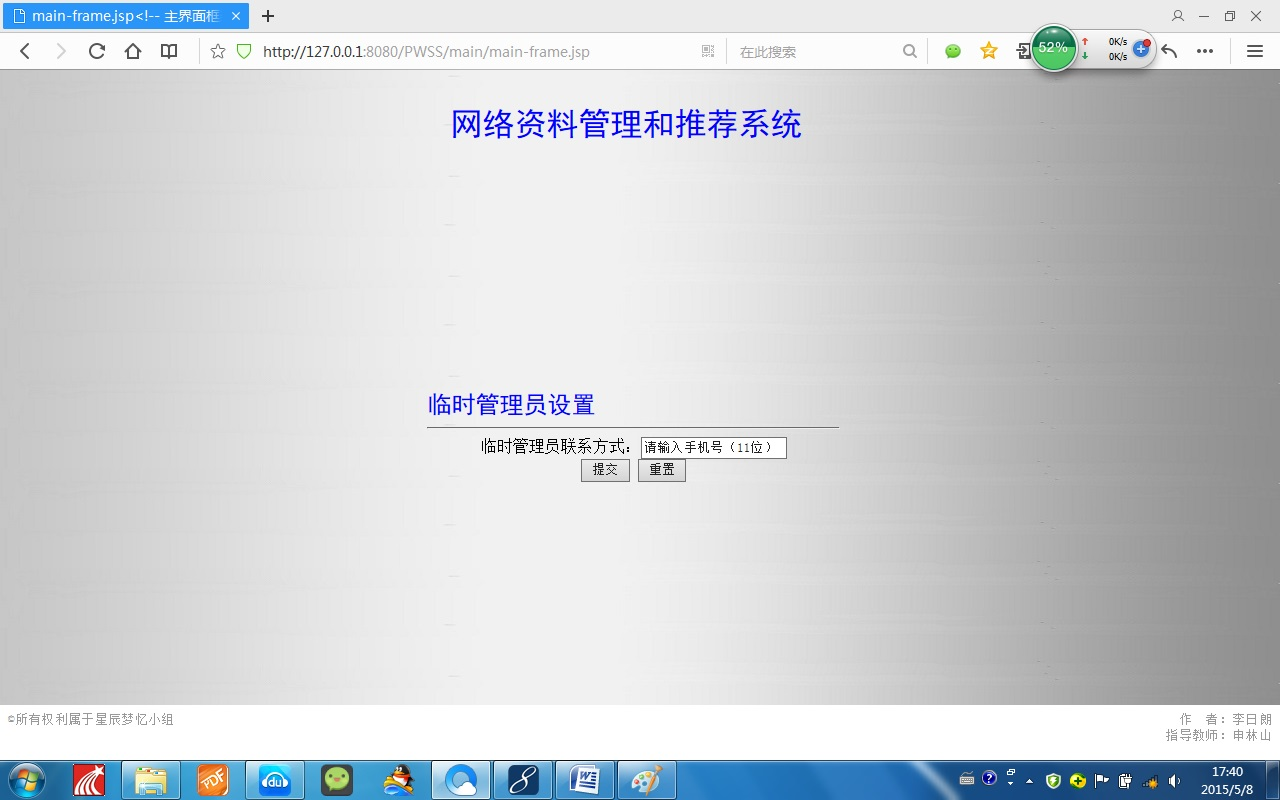 main-frame.jsp<!-- 主界面框
http://127.0.0.1:8080/PWSS/main/main-frame.jsp
在此搜索
52%
0K/s
0K/s
网络资料管理和推荐系统
临时管理员设置
临时管理员联系方式：请输入手机号（11位）
提交 重置
©所有权利属于星辰梦忆小组
作 者：李日朗
指导教师：申林山
PDF
du
17:40
2015/5/8